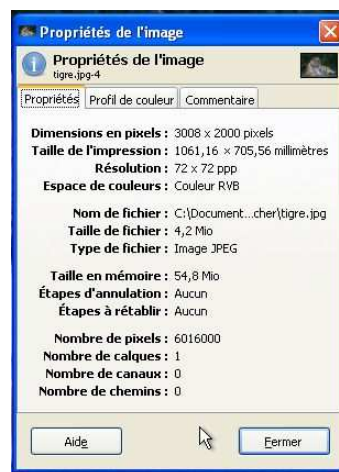 Propriétés de l'image
Propriétés de l'image
tigre.jpg-4
Propriétés Profil de couleur Commentaire
Dimensions en pixels : 3008 × 2000 pixels
Taille de l'impression : 1061,16 × 705,56 millimètres
Résolution : 72 x 72 ppp
Espace de couleurs : Couleur RVB
Nom de fichier : C:\Document...cher\tigre.jpg
Taille de fichier : 4,2 Mio
Type de fichier : Image JPEG
Taille en mémoire : 54,8 Mio
Étapes d'annulation : Aucun
Étapes à rétablir : Aucun
Nombre de pixels : 6016000
Nombre de calques : 1
Nombre de canaux : 0
Nombre de chemins : 0
Aide Fermer